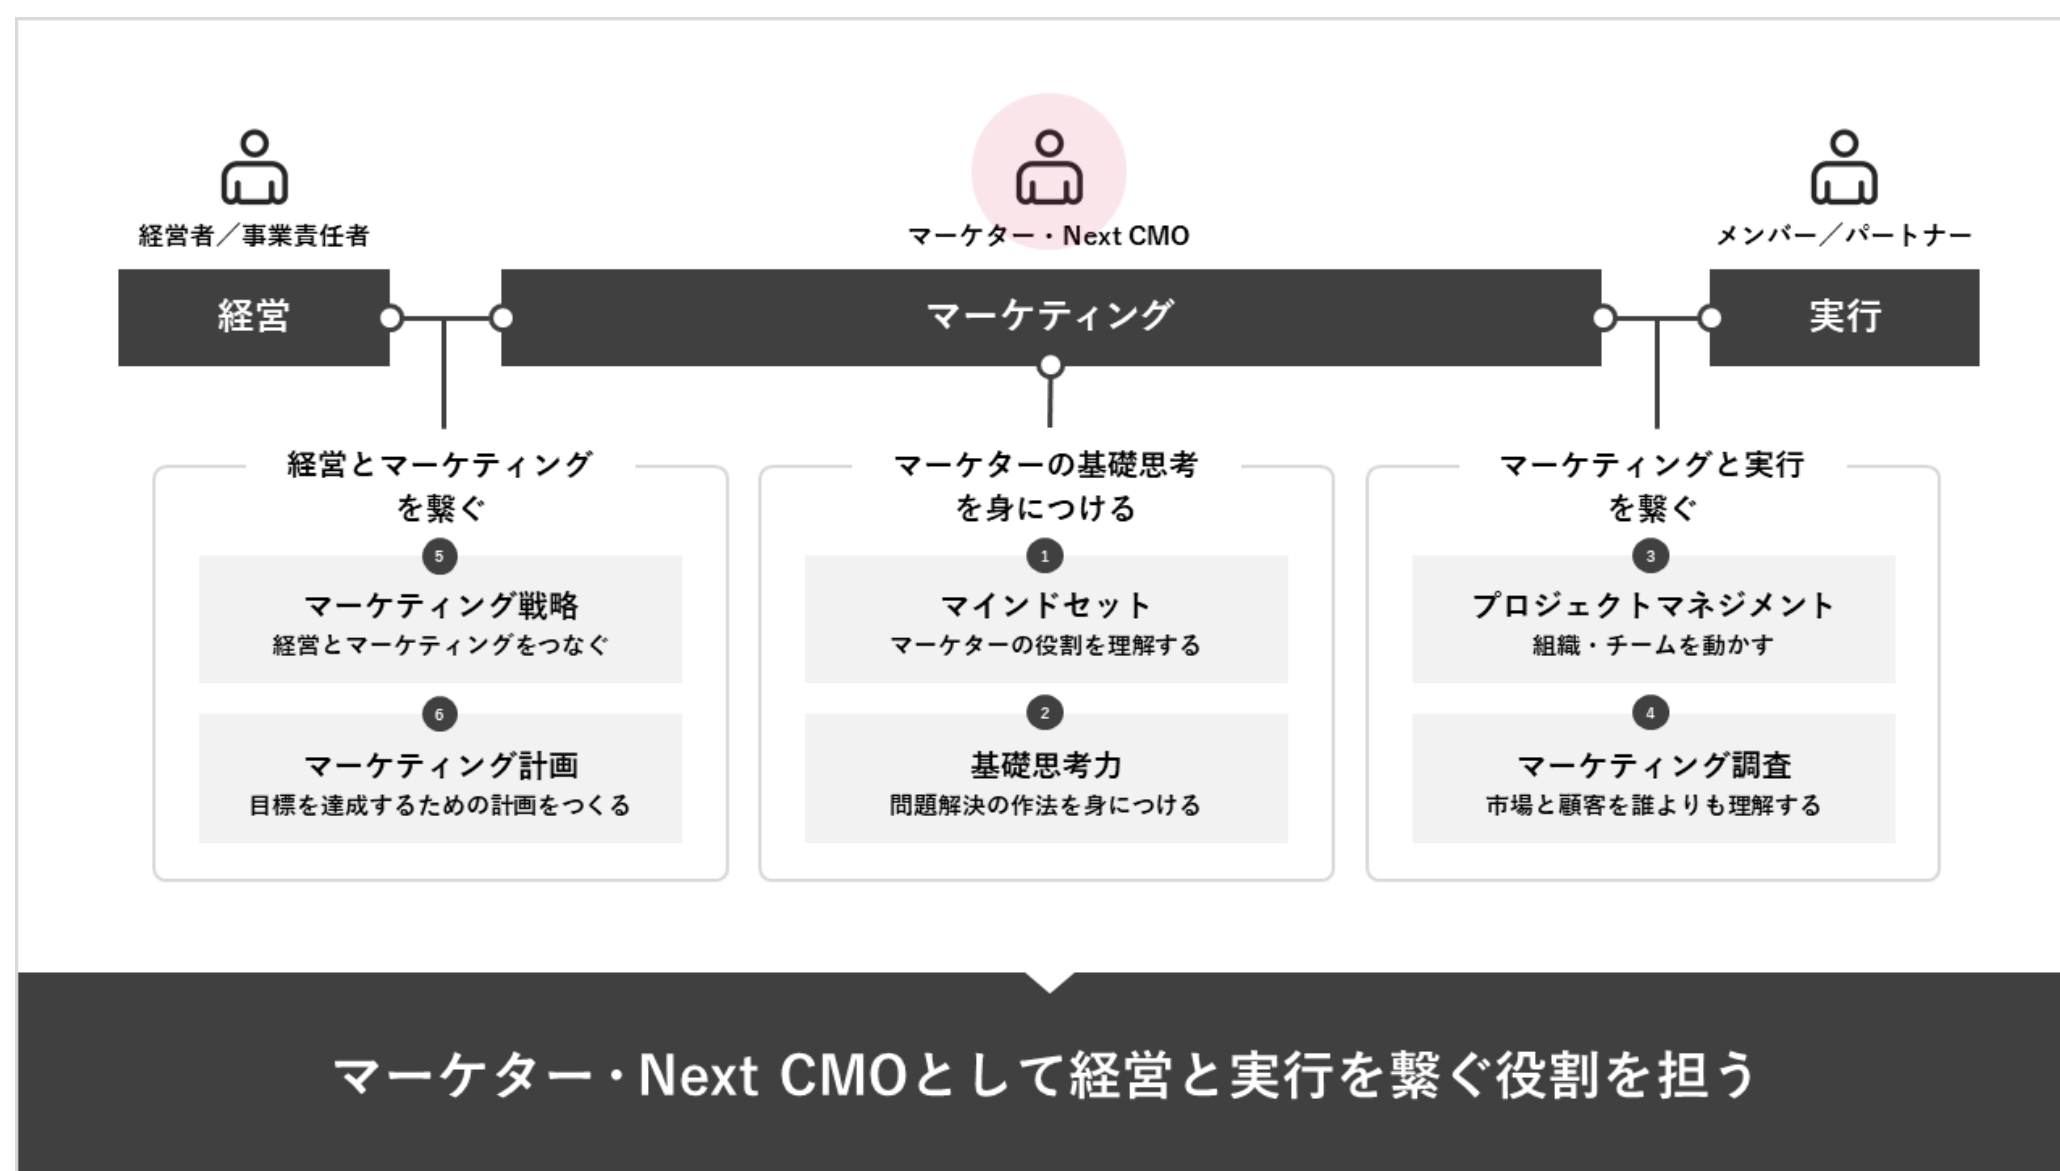 経営者／事業責任者
マーケター・Next CMO
メンバー／パートナー
経営
マーケティング
実行
経営とマーケティング
を繋ぐ
5
マーケティング戦略
経営とマーケティングをつなぐ
6
マーケティング計画
目標を達成するための計画をつくる
マーケターの基礎思考
を身につける
1
マインドセット
マーケターの役割を理解する
2
基礎思考力
問題解決の作法を身につける
マーケティングと実行
を繋ぐ
3
プロジェクトマネジメント
組織・チームを動かす
4
マーケティング調査
市場と顧客を誰よりも理解する
マーケター・Next CMOとして経営と実行を繋ぐ役割を担う